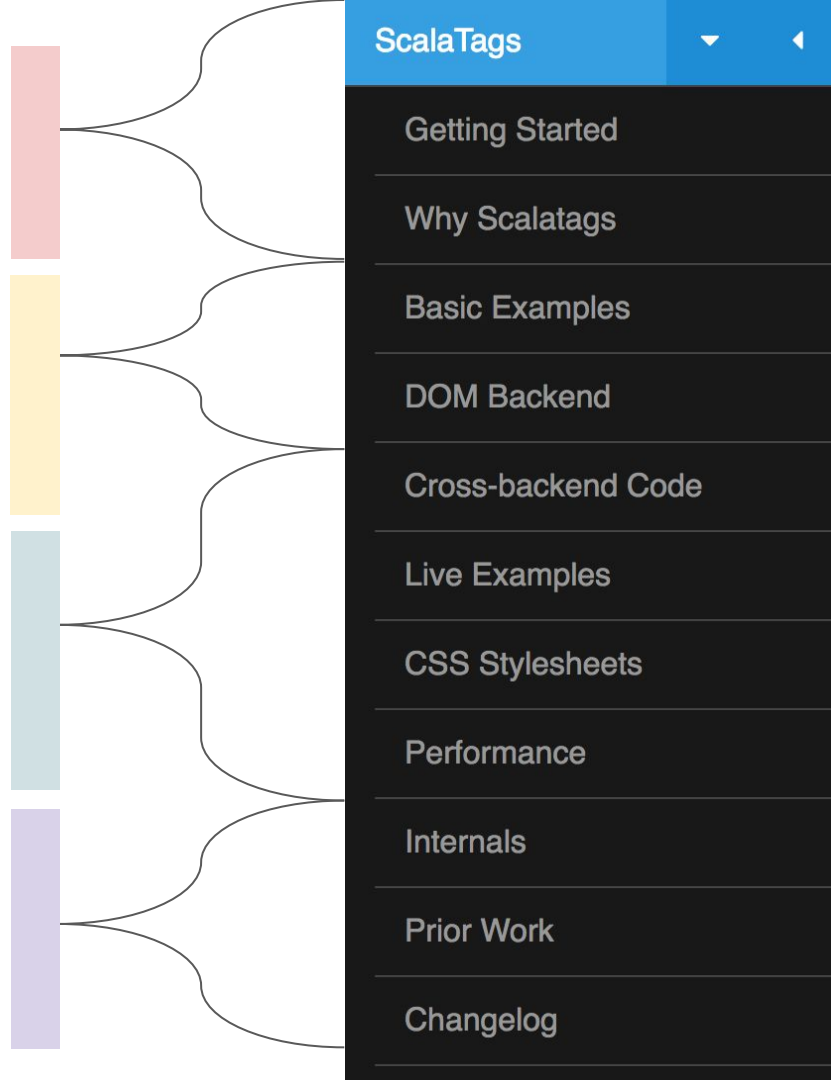 ScalaTags
Getting Started
Why Scalatags
Basic Examples
DOM Backend
Cross-backend Code
Live Examples
CSS Stylesheets
Performance
Internals
Prior Work
Changelog